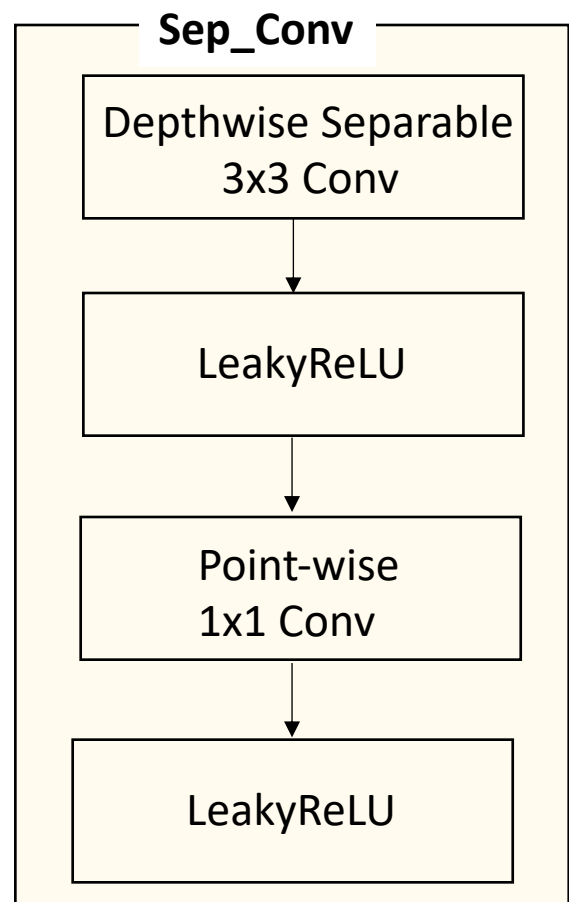 Sep_Conv
Depthwise Separable
3x3 Conv
LeakyReLU
Point-wise
1x1 Conv
LeakyReLU